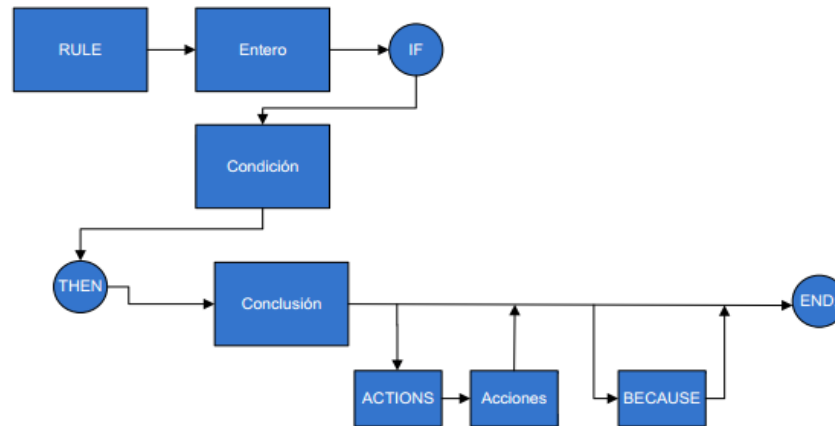 RULE
Entero
IF
Condición
THEN
Conclusión
END
ACTIONS
Acciones
BECAUSE